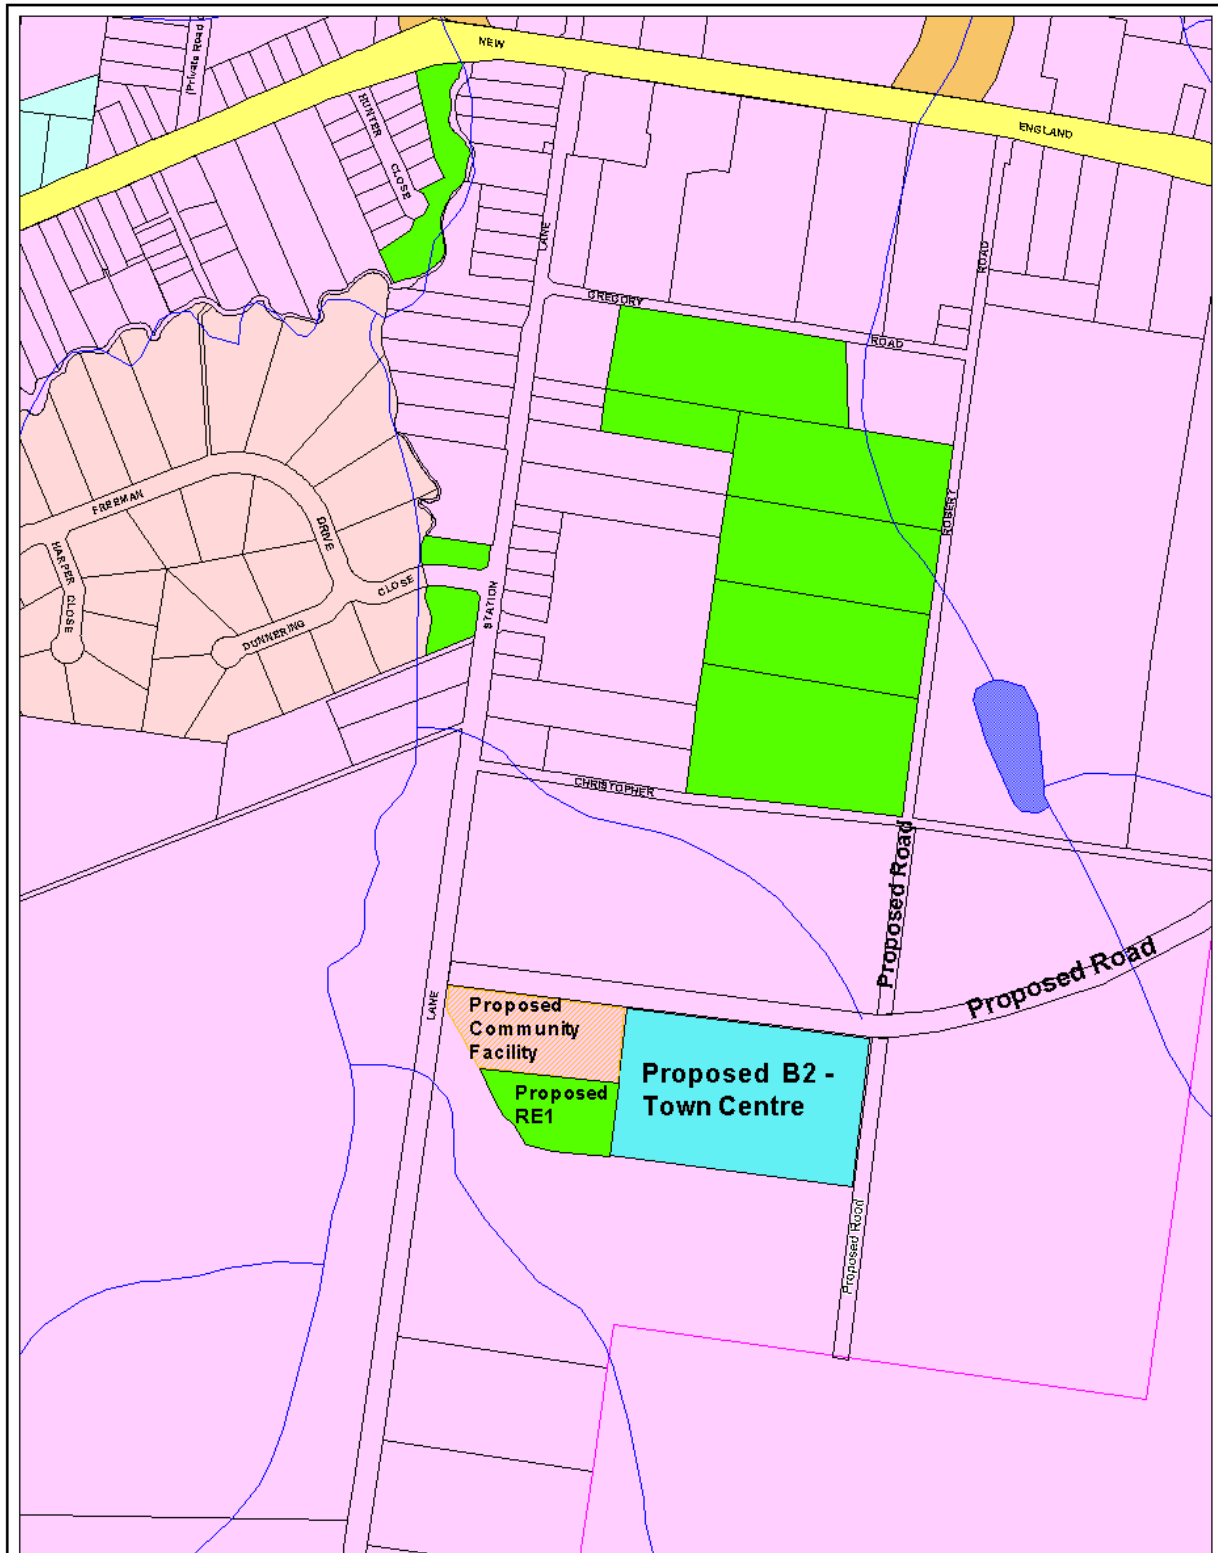 (Private Road
NEW
ENGLAND
HUNTER
CLOSE
LANE
ROAD
GREGORY
ROAD
FREEMAN
DRIVE
HARPER
CLOSE
CLOSE
DUNNERING
STATION
ROBERY
CHRISTOPHER
Proposed Road
Proposed Road
LANE
Proposed
Community
Facility
Proposed
RE1
Proposed B2 -
Town Centre
Proposed Road